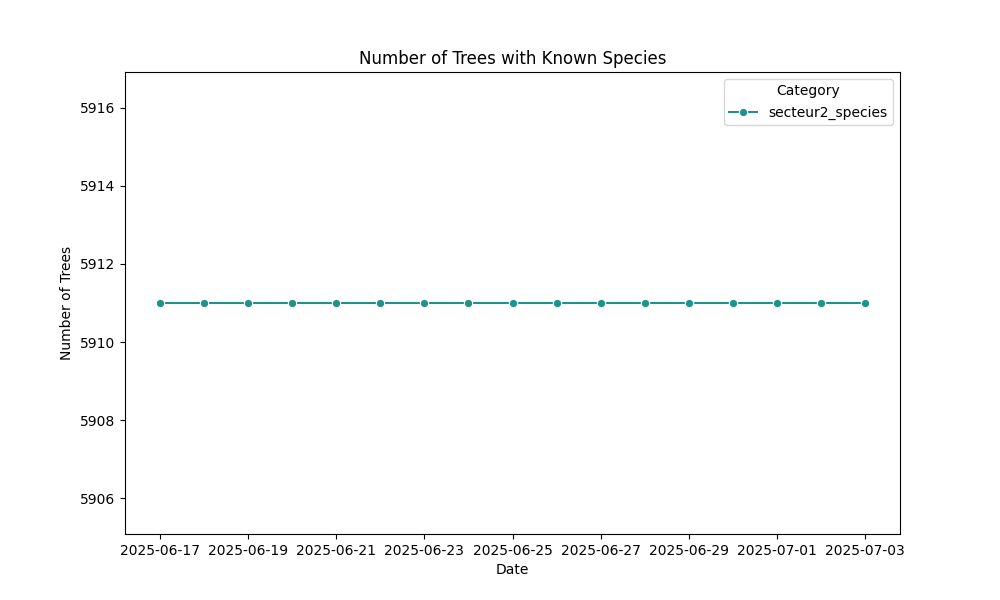 Number of Trees with Known Species
Category
secteur2_species
5916
5914
5912
5910
5908
5906
Number of Trees
2025-06-17 2025-06-19 2025-06-21 2025-06-23 2025-06-25 2025-06-27 2025-06-29 2025-07-01 2025-07-03
Date